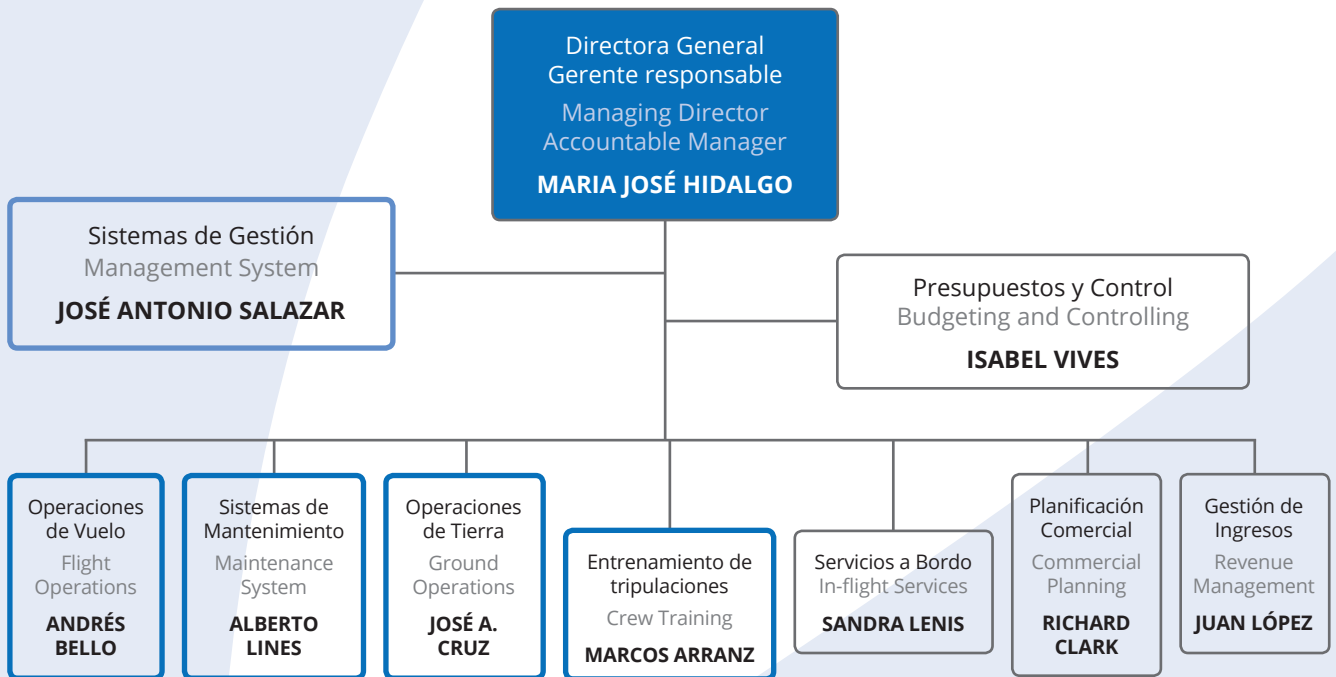 Directora General
Gerente responsable
Managing Director
Accountable Manager
MARIA JOSÉ HIDALGO
Sistemas de Gestión
Management System
JOSÉ ANTONIO SALAZAR
Presupuestos y Control
Budgeting and Controlling
ISABEL VIVES
Operaciones
de Vuelo
Flight
Operations
ANDRÉS
BELLO
Sistemas de
Mantenimiento
Maintenance
System
ALBERTO
LINES
Operaciones
de Tierra
Ground
Operations
JOSÉ A.
CRUZ
Entrenamiento de
tripulaciones
Crew Training
MARCOS ARRANZ
Servicios a Bordo
In-flight Services
SANDRA LENIS
Planificación
Comercial
Commercial
Planning
RICHARD
CLARK
Gestión de
Ingresos
Revenue
Management
JUAN LÓPEZ